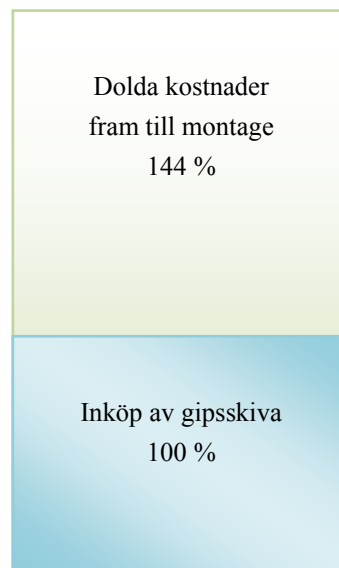 Dolda kostnader
fram till montage
144 %
Inköp av gipsskiva
100 %